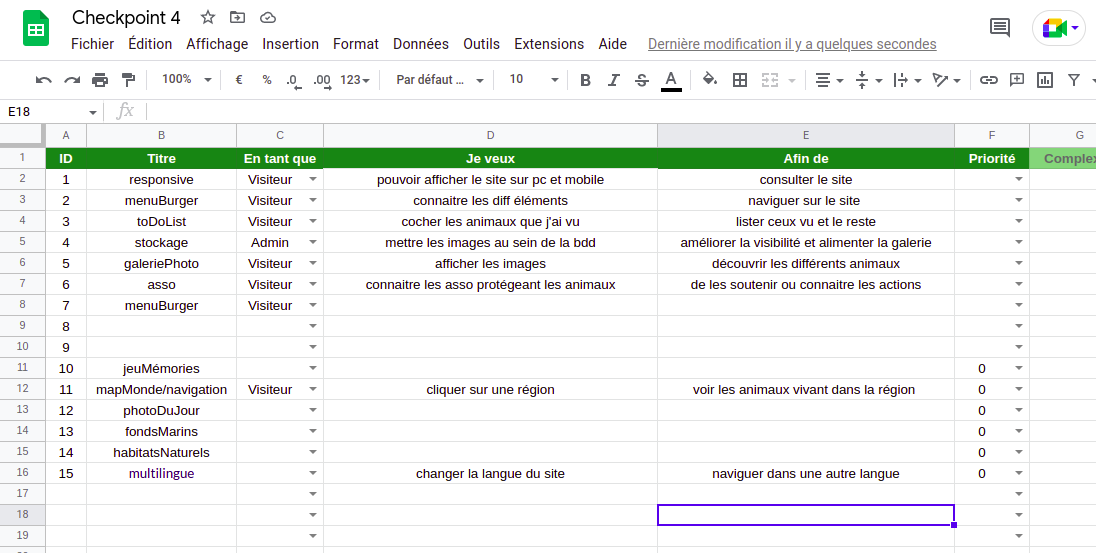 Checkpoint 4
Fichier Édition Affichage Insertion Format Données Outils Extensions Aide Dernière modification il y a quelques secondes
100% € % .0 .00 123 Par défaut ... 10 B I S A
E18 fx
A B C D E F G
1 ID Titre En tant que Je veux Afin de Priorité Complex
2 1 responsive Visiteur pouvoir afficher le site sur pc et mobile consulter le site
3 2 menuBurger Visiteur connaitre les diff éléments naviguer sur le site
4 3 toDoList Visiteur cocher les animaux que j'ai vu lister ceux vu et le reste
5 4 stockage Admin mettre les images au sein de la bdd améliorer la visibilité et alimenter la galerie
6 5 galeriePhoto Visiteur afficher les images découvrir les différents animaux
7 6 asso Visiteur connaitre les asso protégeant les animaux de les soutenir ou connaitre les actions
8 7 menuBurger Visiteur
9 8
10 9
11 10 jeuMémories 0
12 11 mapMonde/navigation Visiteur cliquer sur une région voir les animaux vivant dans la région 0
13 12 photoDuJour 0
14 13 fondsMarins 0
15 14 habitatsNaturels 0
16 15 multilingue changer la langue du site naviguer dans une autre langue 0
17
18
19